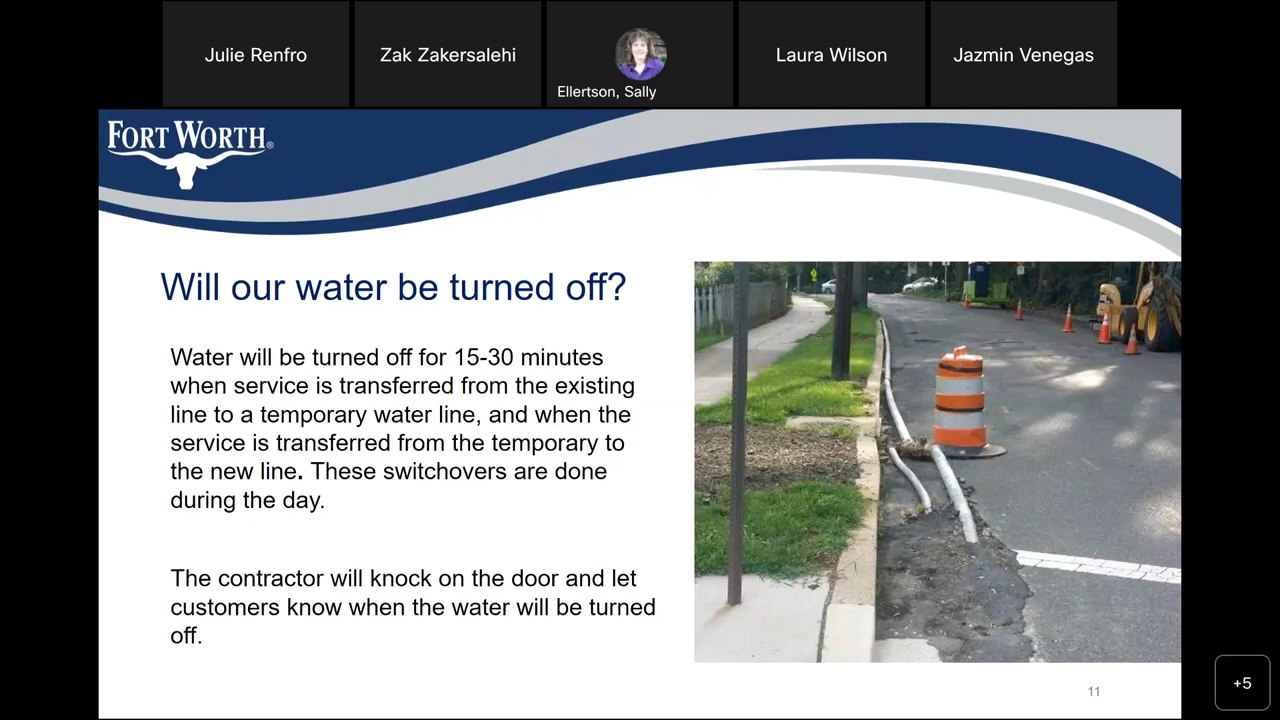 Julie Renfro
Zak Zakersalehi
Ellertson, Sally
Laura Wilson
Jazmin Venegas
FORT WORTH®
Will our water be turned off?
Water will be turned off for 15-30 minutes
when service is transferred from the existing
line to a temporary water line, and when the
service is transferred from the temporary to
the new line. These switchovers are done
during the day.
The contractor will knock on the door and let
customers know when the water will be turned
off.
11
+5